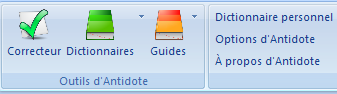 Correcteur Dictionnaires Guides
Outils d'Antidote
Dictionnaire personnel
Options d'Antidote
À propos d'Antidote